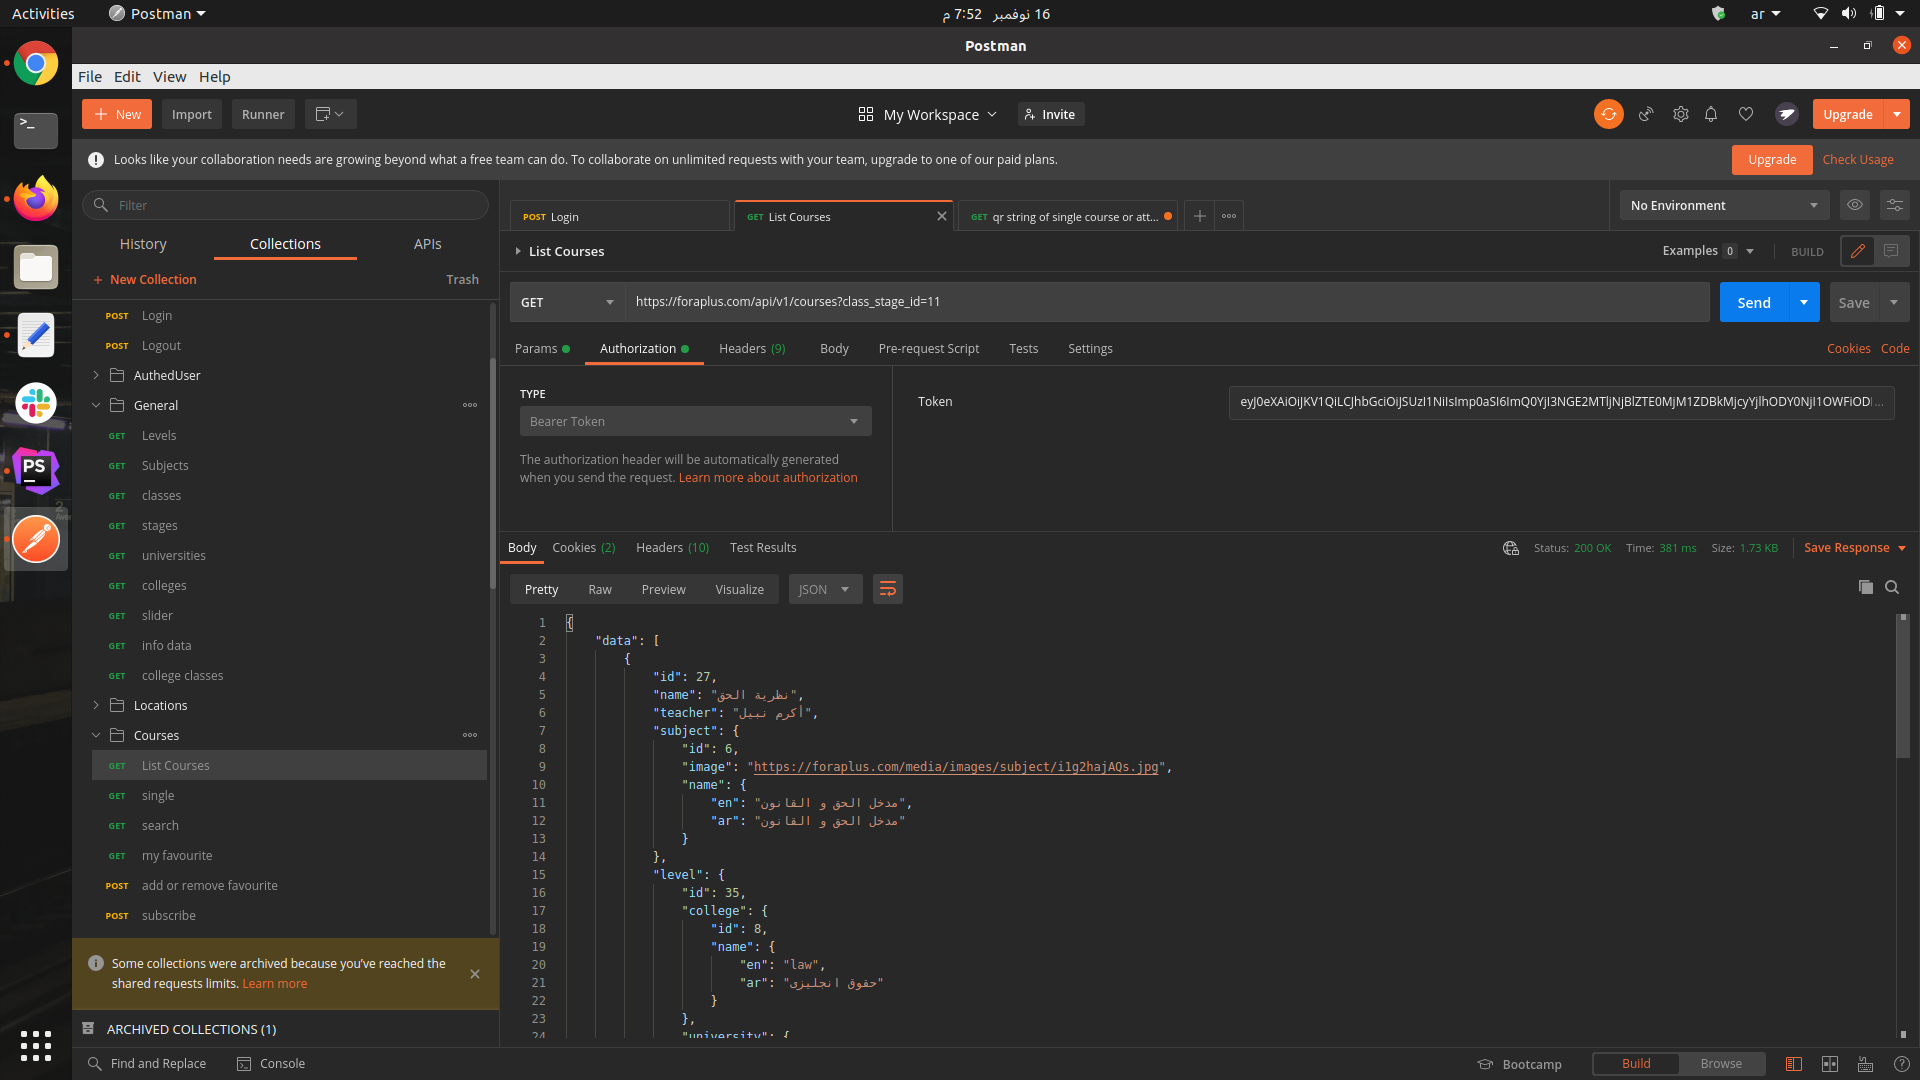 Activities
Postman
16 نوفمبر 7:52 م
ar
Postman
File Edit View Help
New
Import
Runner
My Workspace
Invite
Upgrade
Looks like your collaboration needs are growing beyond what a free team can do. To collaborate on unlimited requests with your team, upgrade to one of our paid plans.
Upgrade
Check Usage
Filter
POST Login
GET List Courses
GET qr string of single course or att...
No Environment
History
Collections
APIs
List Courses
Examples 0
BUILD
+ New Collection
Trash
GET
https://foraplus.com/api/v1/courses?class_stage_id=11
Send
Save
POST Login
POST Logout
AuthedUser
General
GET Levels
GET Subjects
GET classes
GET stages
GET universities
GET colleges
GET slider
GET info data
GET college classes
Locations
Courses
GET List Courses
GET single
GET search
GET my favourite
POST add or remove favourite
POST subscribe
Params
Authorization
Headers (9)
Body
Pre-request Script
Tests
Settings
Cookies
Code
TYPE
Bearer Token
The authorization header will be automatically generated
when you send the request. Learn more about authorization
Token
Body
Cookies (2)
Headers (10)
Test Results
Status: 200 OK
Time: 381 ms
Size: 1.73 KB
Save Response
Pretty
Raw
Preview
Visualize
JSON
1 {
2 "data": [
3 {
4 "id": 27,
5 "name": "نظرية الحق",
6 "teacher": "أكرم نبيل",
7 "subject": {
8 "id": 6,
9 "image": "https://foraplus.com/media/images/subject/i1g2hajAQs.jpg",
10 "name": {
11 "en": "مدخل الحق و القانون",
12 "ar": "مدخل الحق و القانون"
13 }
14 },
15 "level": {
16 "id": 35,
17 "college": {
18 "id": 8,
19 "name": {
20 "en": "law",
21 "ar": "حقوق انجليزى"
22 }
23 },
24 "university": {
Some collections were archived because you've reached the
shared requests limits. Learn more
ARCHIVED COLLECTIONS (1)
Find and Replace
Console
Bootcamp
Build
Browse